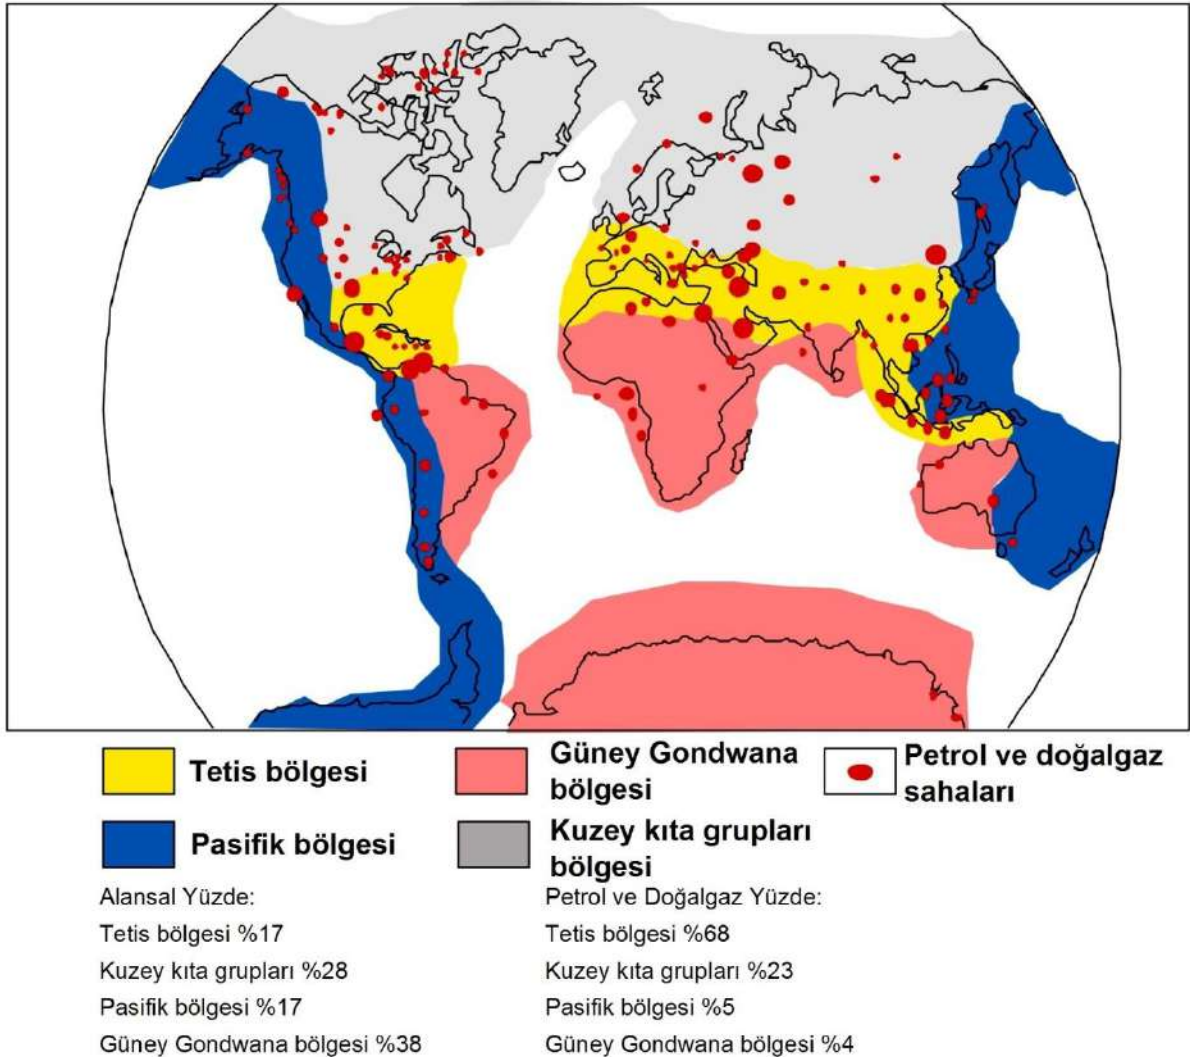 Tetis bölgesi
Güney Gondwana
bölgesi
Petrol ve doğalgaz
sahaları
Pasifik bölgesi
Kuzey kıta grupları
bölgesi
Alansal Yüzde:
Tetis bölgesi %17
Kuzey kıta grupları %28
Pasifik bölgesi %17
Güney Gondwana bölgesi %38
Petrol ve Doğalgaz Yüzde:
Tetis bölgesi %68
Kuzey kıta grupları %23
Pasifik bölgesi %5
Güney Gondwana bölgesi %4